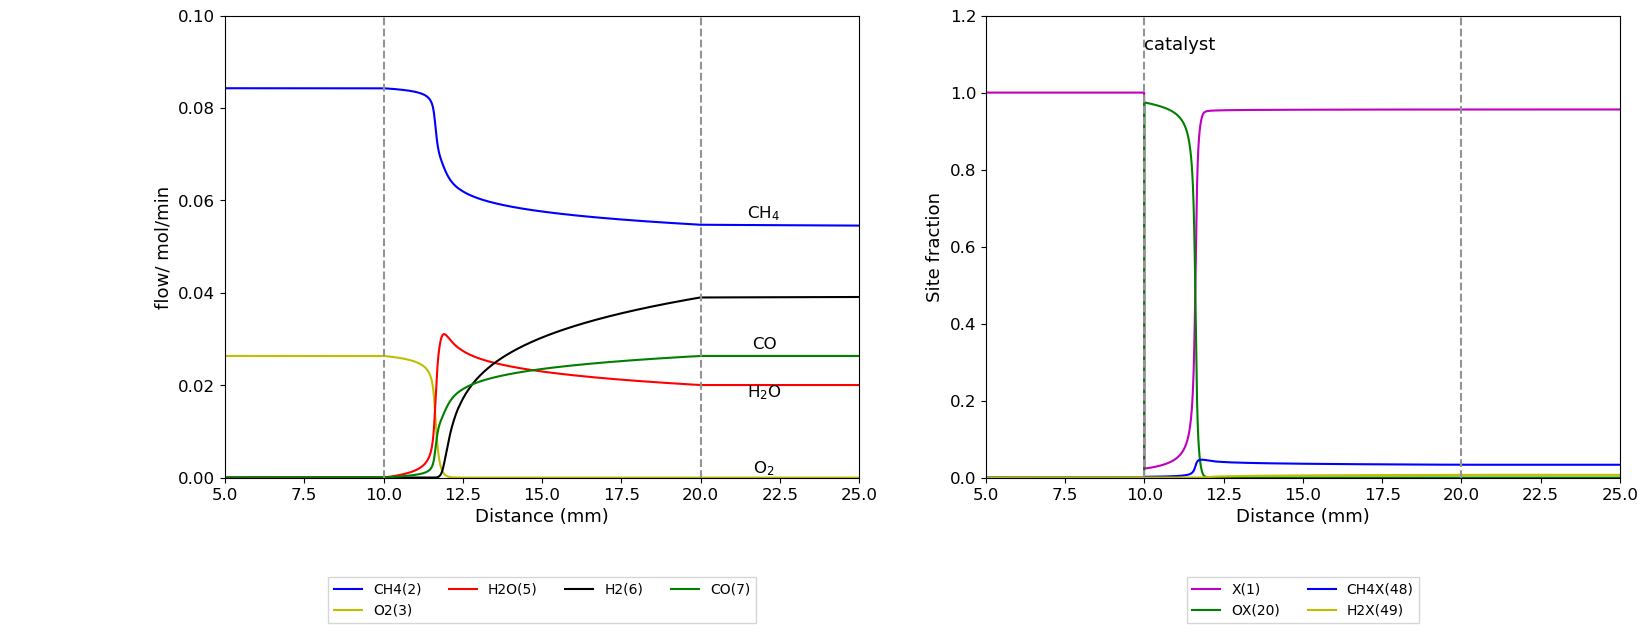 0.10
0.08
0.06
0.04
0.02
0.00
flow/ mol/min
CH₄
CO
H₂O
O₂
5.0 7.5 10.0 12.5 15.0 17.5 20.0 22.5 25.0
Distance (mm)
CH4(2) H2O(5) H2(6) CO(7)
O2(3)
1.2
1.0
0.8
0.6
0.4
0.2
0.0
Site fraction
catalyst
5.0 7.5 10.0 12.5 15.0 17.5 20.0 22.5 25.0
Distance (mm)
X(1) CH4X(48)
OX(20) H2X(49)